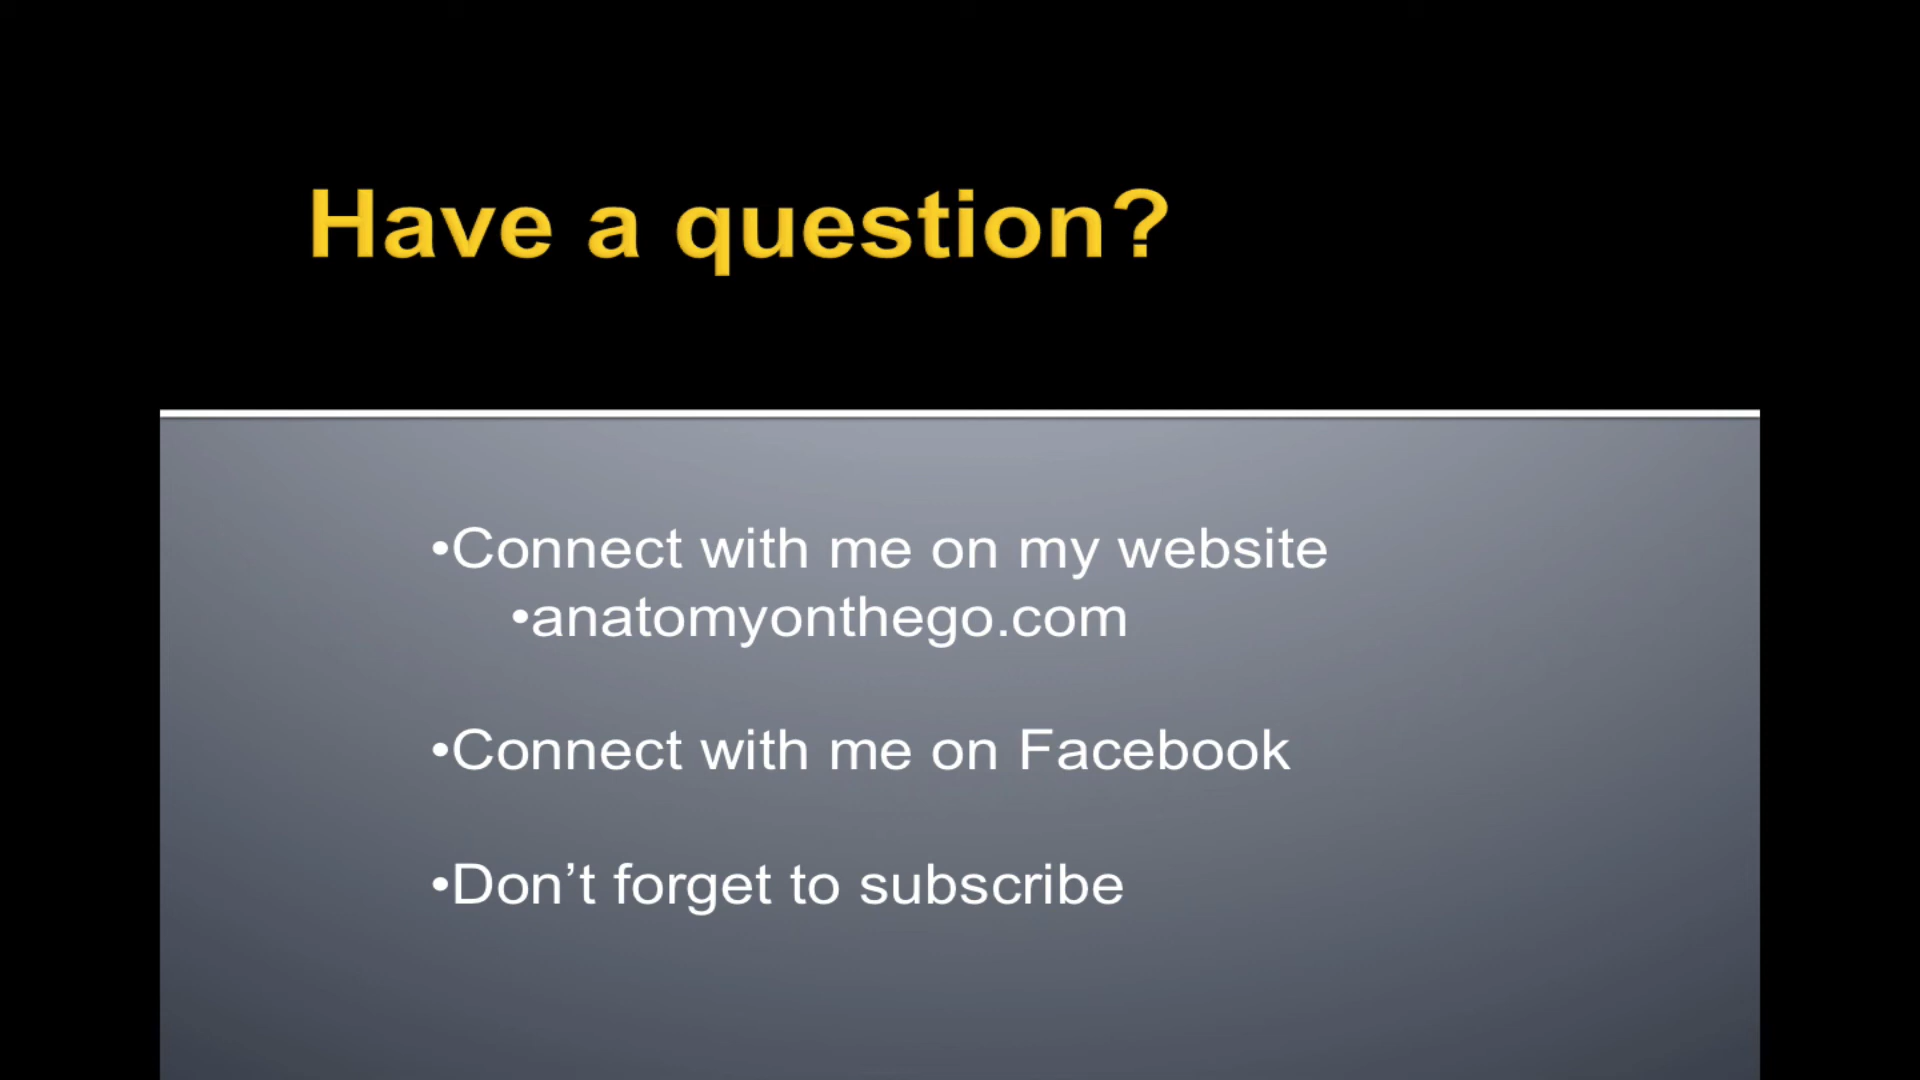 Have a question?
•Connect with me on my website
•anatomyonthego.com
•Connect with me on Facebook
•Don’t forget to subscribe